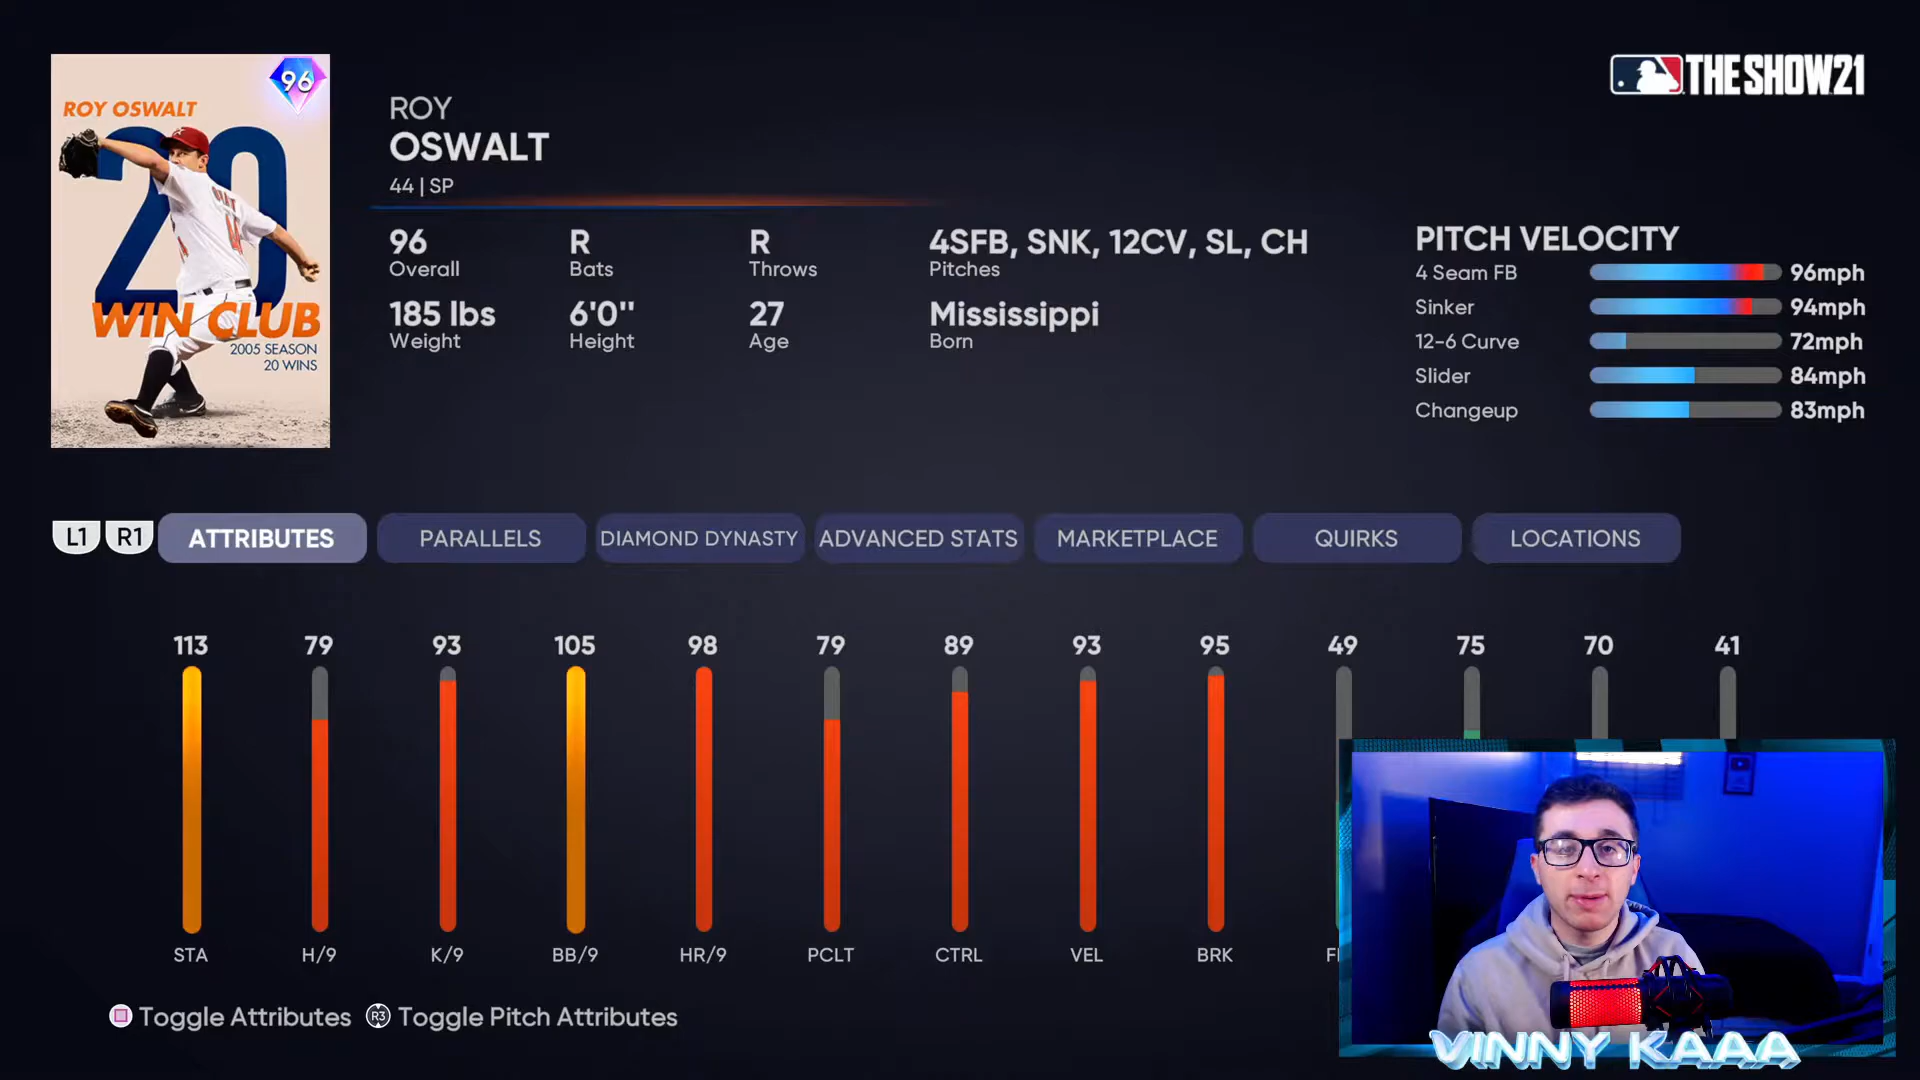 96
ROY OSWALT
20
WIN CLUB
2005 SEASON
20 WINS
ROY
OSWALT
44 | SP
THE SHOW 21
96
Overall
R
Bats
R
Throws
4SFB, SNK, 12CV, SL, CH
Pitches
185 lbs
Weight
6'0"
Height
27
Age
Mississippi
Born
PITCH VELOCITY
4 Seam FB 96mph
Sinker 94mph
12-6 Curve 72mph
Slider 84mph
Changeup 83mph
L1 R1 ATTRIBUTES PARALLELS DIAMOND DYNASTY ADVANCED STATS MARKETPLACE QUIRKS LOCATIONS
113 79 93 105 98 79 89 93 95 49 75 70 41
STA H/9 K/9 BB/9 HR/9 PCLT CTRL VEL BRK
Toggle Attributes R3 Toggle Pitch Attributes
VINNY KAAA